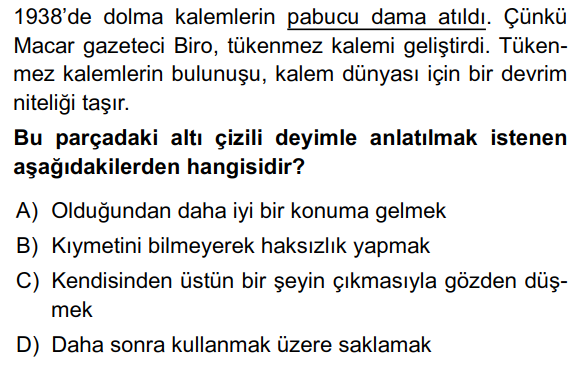 1938’de dolma kalemlerin pabucu dama atıldı. Çünkü
Macar gazeteci Biro, tükenmez kalemi geliştirdi. Tüken-
mez kalemlerin bulunuşu, kalem dünyası için bir devrim
niteliği taşır.
Bu parçadaki altı çizili deyimle anlatılmak istenen
aşağıdakilerden hangisidir?
A) Olduğundan daha iyi bir konuma gelmek
B) Kıymetini bilmeyerek haksızlık yapmak
C) Kendisinden üstün bir şeyin çıkmasıyla gözden düş-
mek
D) Daha sonra kullanmak üzere saklamak